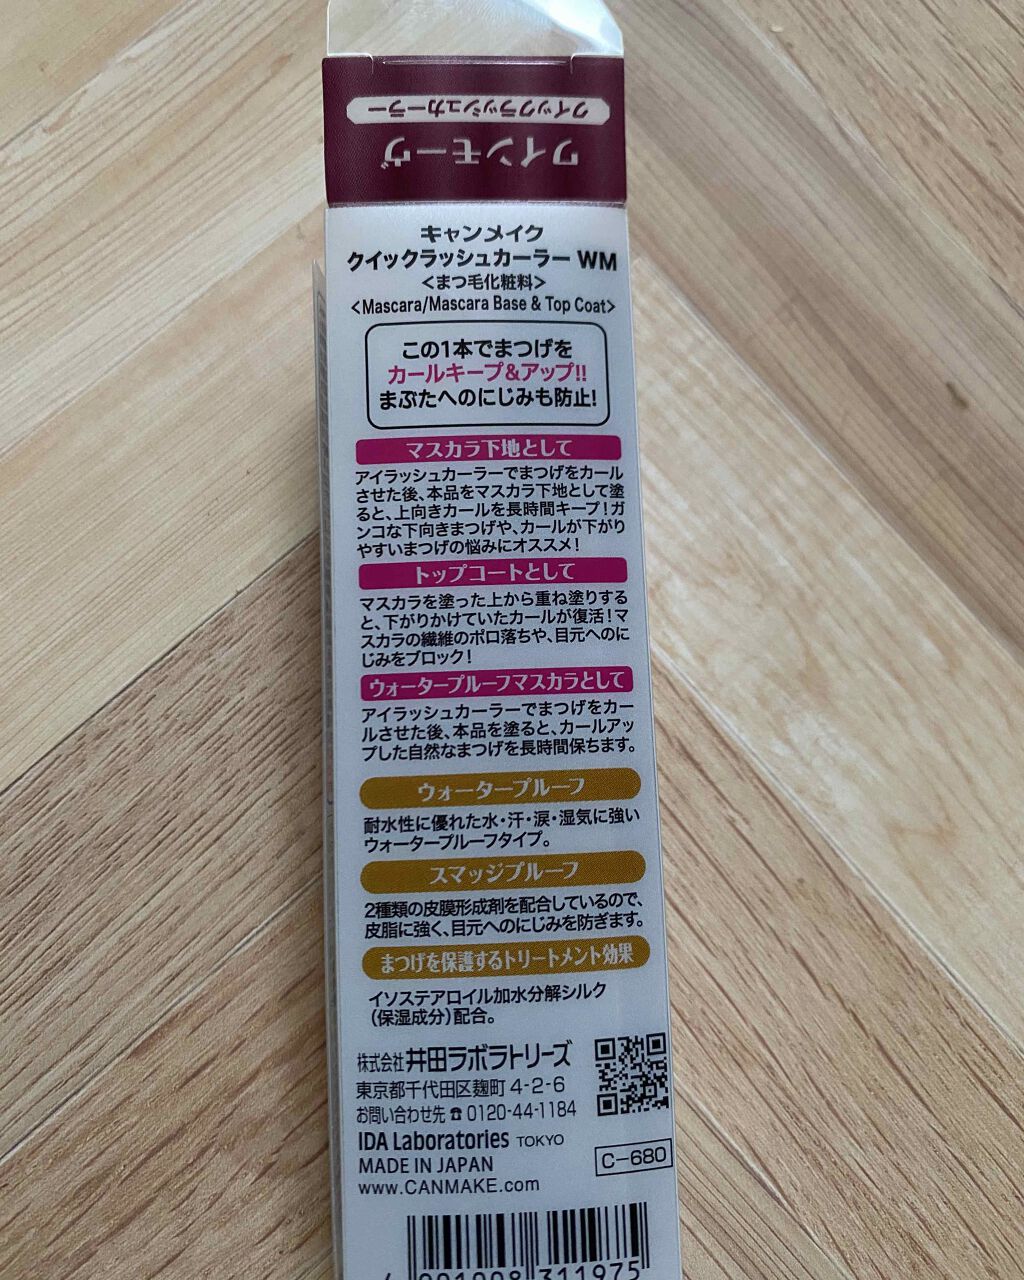 ワインモーヴ
クイックラッシュカーラー
キャンメイク
クイックラッシュカーラー WM
<まつ毛化粧料>
<Mascara/Mascara Base & Top Coat>
この1本でまつげを
カールキープ&アップ!!
まぶたへのにじみも防止!
マスカラ下地として
アイラッシュカーラーでまつげをカール
させた後、本品をマスカラ下地として塗
ると、上向きカールを長時間キープ!ガ
ンコな下向きまつげや、カールが下がり
やすいまつげの悩みにオススメ!
トップコートとして
マスカラを塗った上から重ね塗りする
と、下がりかけていたカールが復活!マ
スカラの繊維のポロ落ちや、目元へのに
じみをブロック!
ウォータープルーフマスカラとして
アイラッシュカーラーでまつげをカー
ルさせた後、本品を塗ると、カールアッ
プした自然なまつげを長時間保ちます。
ウォータープルーフ
耐水性に優れた水・汗・涙・湿気に強い
ウォータープルーフタイプ。
スマッジプルーフ
2種類の皮膜形成剤を配合しているので、
皮脂に強く、目元へのにじみを防ぎます。
まつげを保護するトリートメント効果
イソステアロイル加水分解シルク
(保湿成分)配合。
株式会社 井田ラボラトリーズ
東京都千代田区麹町 4-2-6
お問い合わせ先 ☎ 0120-44-1184
IDA Laboratories TOKYO
MADE IN JAPAN
www.CANMAKE.com
C-680
4 901008 311975